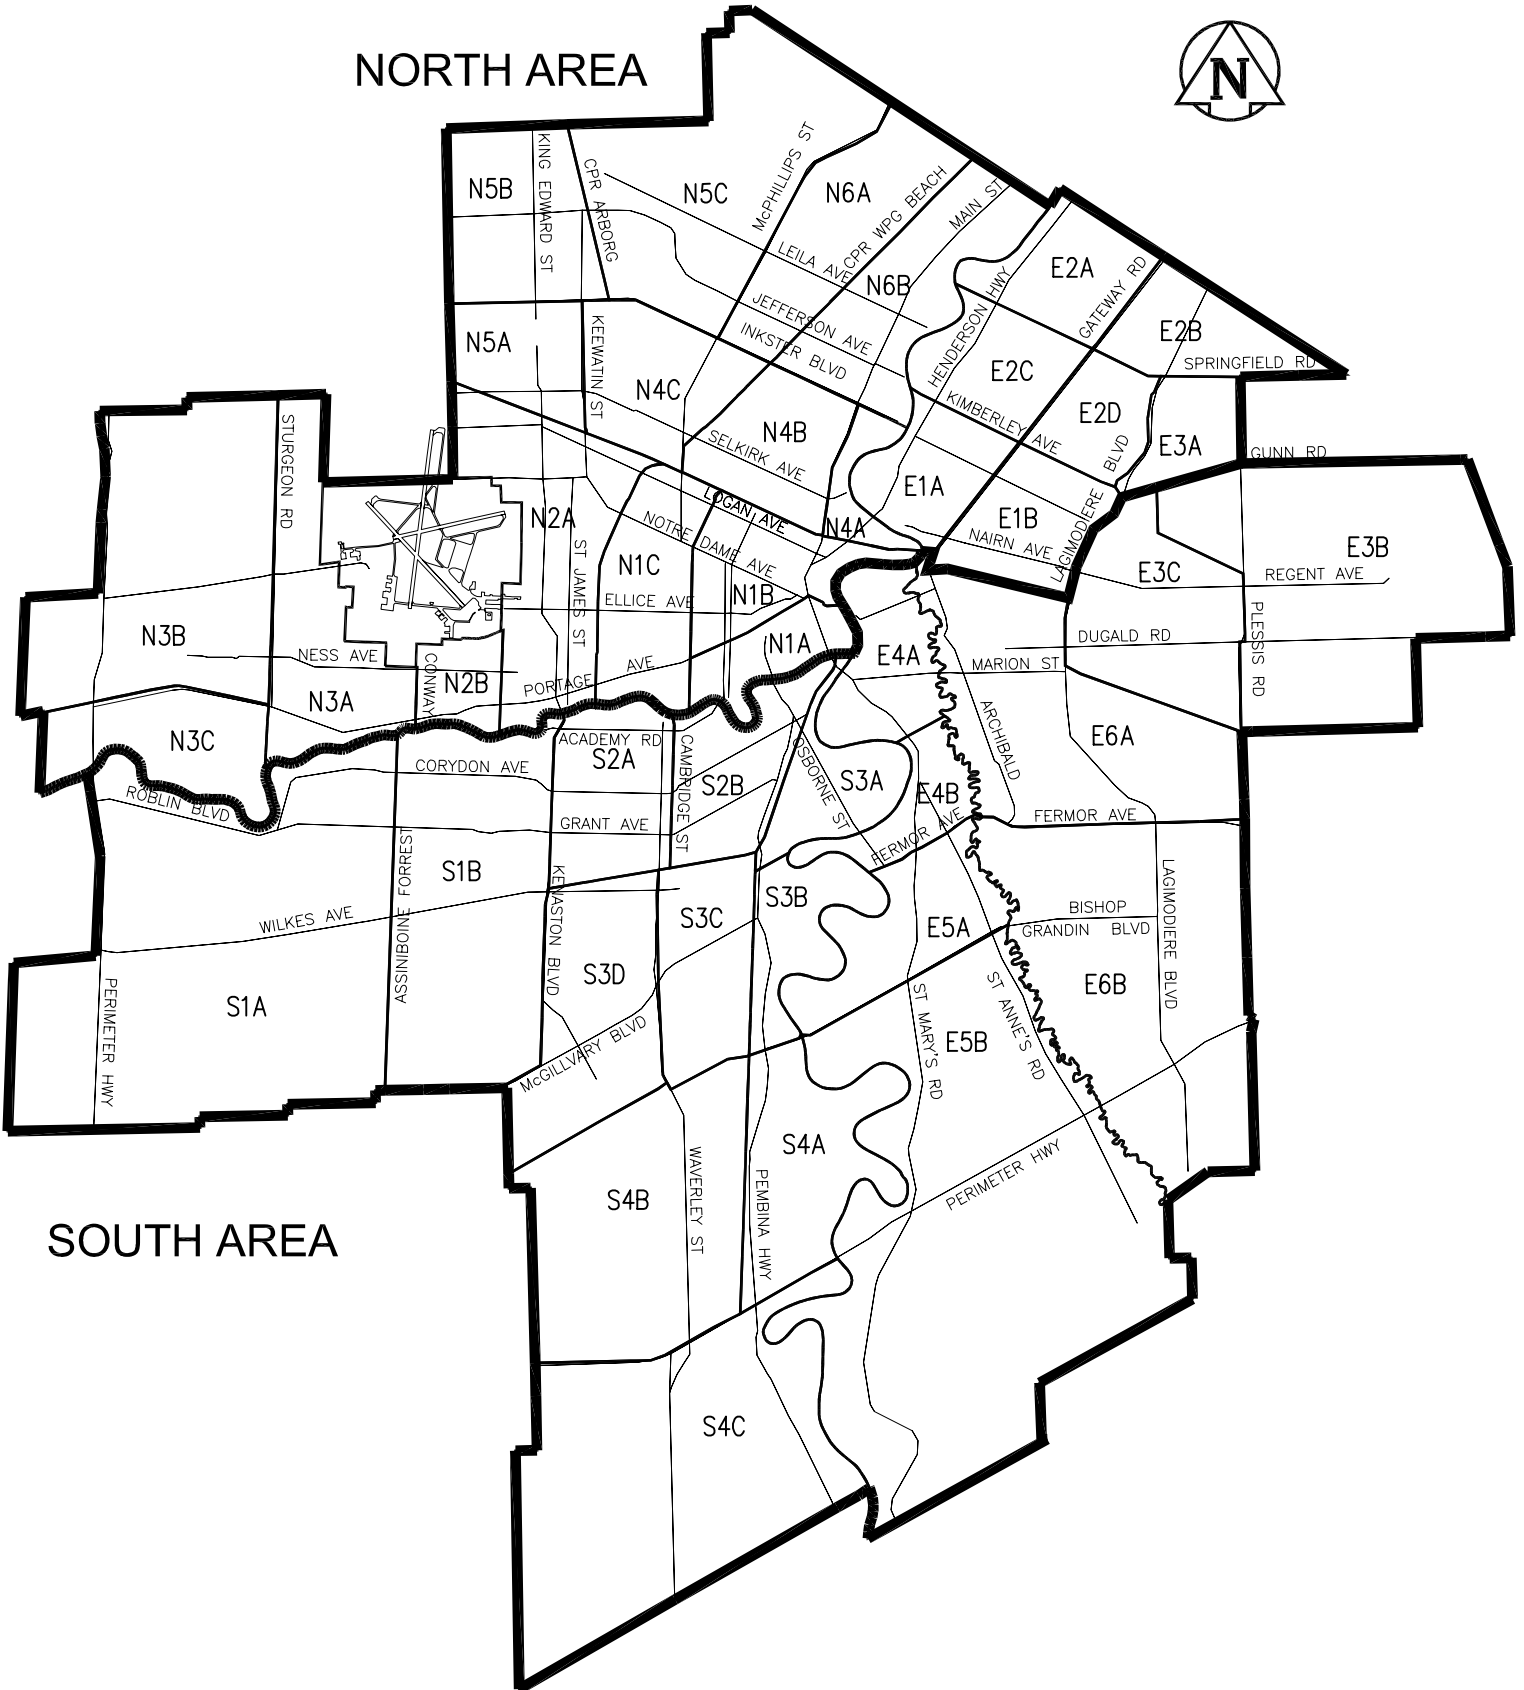 NORTH AREA
N
N5B
KING EDWARD ST
CPR ARBORG
N5C
McPHILLIPS ST
N6A
CPR WPG BEACH
MAIN ST
LEILA AVE
N6B
JEFFERSON AVE
INKSTER BLVD
HENDERSON HWY
E2A
GATEWAY RD
E2B
SPRINGFIELD RD
N5A
KEEWATIN ST
N4C
E2C
KIMBERLEY AVE
E2D
BLVD
LAGIMODIERE
E3A
GUNN RD
N4B
SELKIRK AVE
STURGEON RD
LOGAN AVE
N2A
NOTRE DAME AVE
N4A
E1A
E1B
NAIRN AVE
E3B
REGENT AVE
E3C
ST JAMES ST
N1C
N1B
ELLICE AVE
PLESSIS RD
N3B
NESS AVE
CONWAY
N2B
PORTAGE AVE
N1A
E4A
MARION ST
DUGALD RD
N3A
N3C
ACADEMY RD
S2A
CAMBRIDGE ST
S2B
OSBORNE ST
S3A
ARCHIBALD
E6A
CORYDON AVE
ROBLIN BLVD
GRANT AVE
E4B
FERMOR AVE
FERMOR AVE
ASSINIBOINE FORREST
S1B
KENASTON BLVD
S3C
S3B
WILKES AVE
E5A
BISHOP
GRANDIN BLVD
LAGIMODIERE BLVD
PERIMETER HWY
S1A
S3D
McGILLVARY BLVD
ST MARY'S RD
ST ANNE'S RD
E6B
E5B
S4A
WAVERLEY ST
PEMBINA HWY
PERIMETER HWY
S4B
SOUTH AREA
S4C